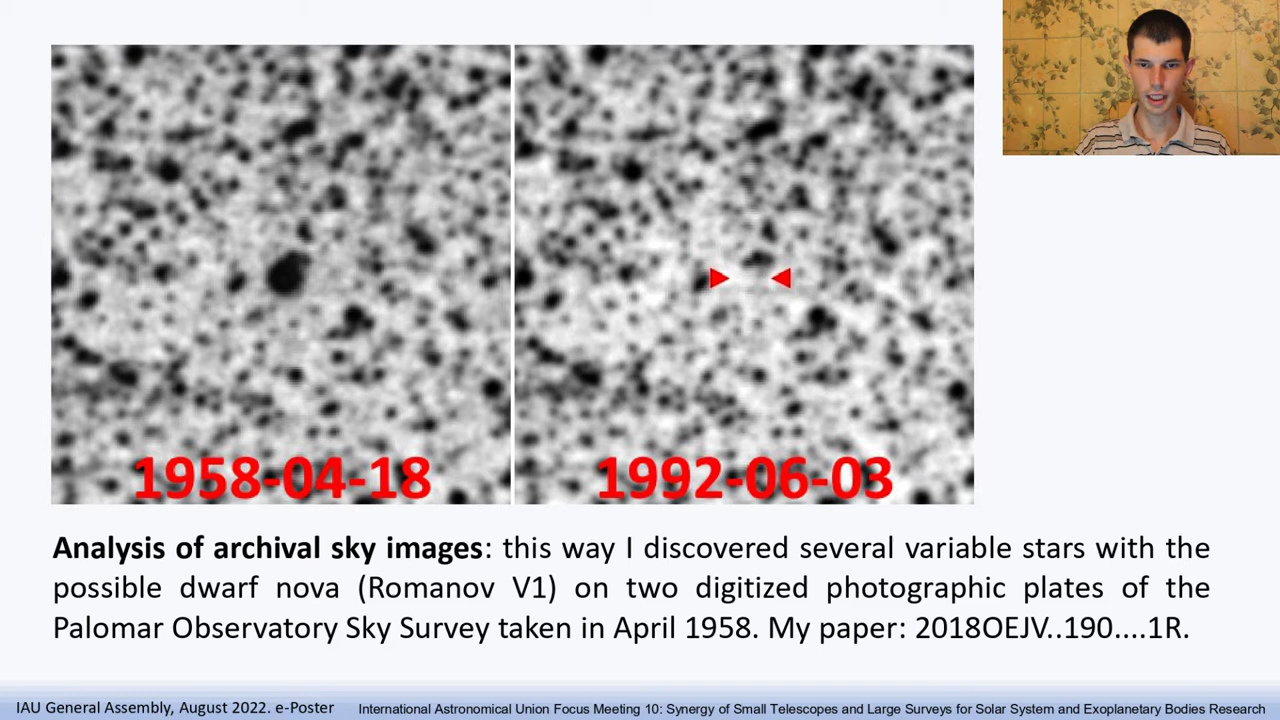 1958-04-18
1992-06-03
Analysis of archival sky images: this way I discovered several variable stars with the
possible dwarf nova (Romanov V1) on two digitized photographic plates of the
Palomar Observatory Sky Survey taken in April 1958. My paper: 2018OEJV..190....1R.
IAU General Assembly, August 2022. e-Poster
International Astronomical Union Focus Meeting 10: Synergy of Small Telescopes and Large Surveys for Solar System and Exoplanetary Bodies Research